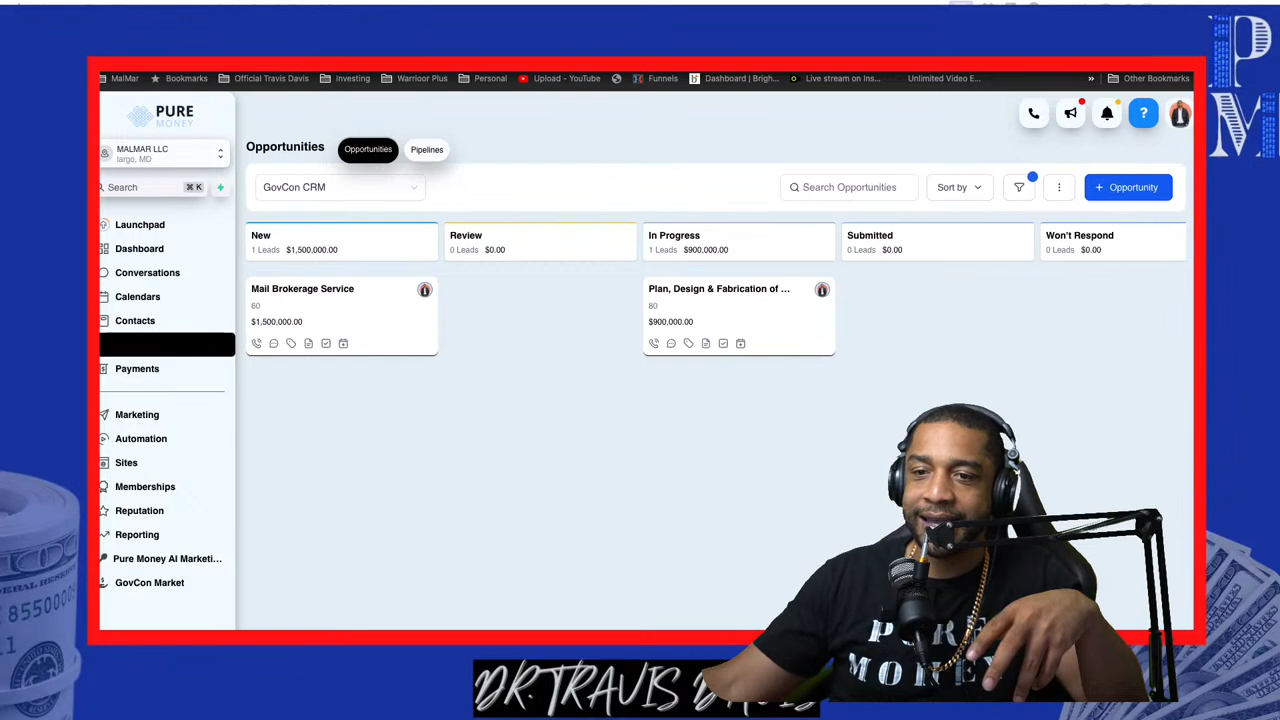 MalMar Bookmarks Official Travis Davis Investing Warrioor Plus Personal Upload - YouTube Funnels Dashboard | Brigh... Live stream on Ins... Unlimited Video E... » Other Bookmarks
PM
PURE
MONEY
MALMAR LLC
largo, MD
Search ⌘ K
Launchpad
Dashboard
Conversations
Calendars
Contacts
Payments
Marketing
Automation
Sites
Memberships
Reputation
Reporting
Pure Money AI Marketi...
GovCon Market
Opportunities Opportunities Pipelines
?
GovCon CRM Search Opportunities Sort by + Opportunity
New Review In Progress Submitted Won't Respond
1 Leads $1,500,000.00 0 Leads $0.00 1 Leads $900,000.00 0 Leads $0.00 0 Leads $0.00
Mail Brokerage Service Plan, Design & Fabrication of ...
60 80
$1,500,000.00 $900,000.00
PURE
MONEY
DR. TRAVIS